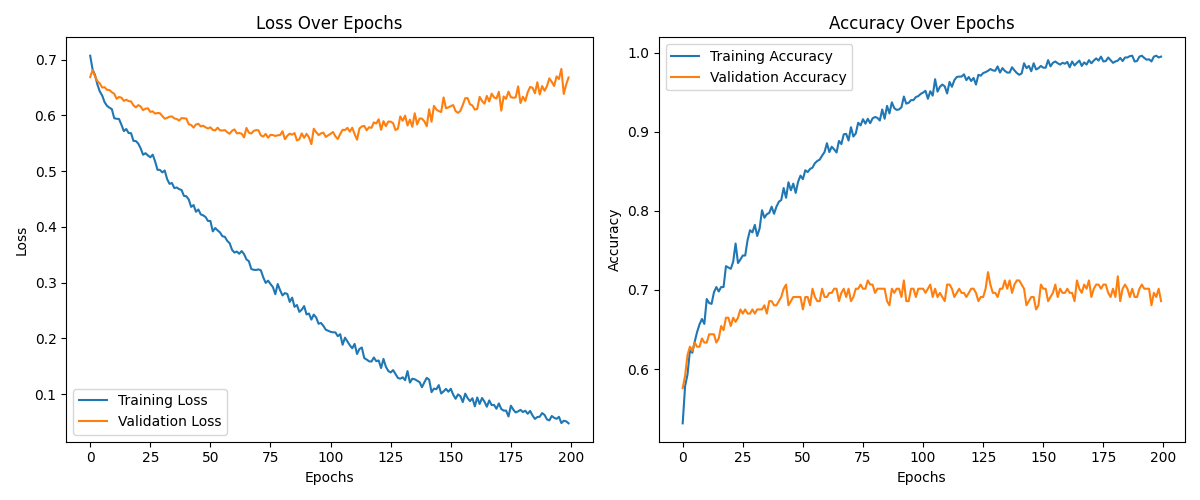 Loss Over Epochs
0.7
0.6
0.5
0.4
0.3
0.2
0.1
Loss
Training Loss
Validation Loss
0 25 50 75 100 125 150 175 200
Epochs
Accuracy Over Epochs
1.0
0.9
0.8
0.7
0.6
Accuracy
Training Accuracy
Validation Accuracy
0 25 50 75 100 125 150 175 200
Epochs